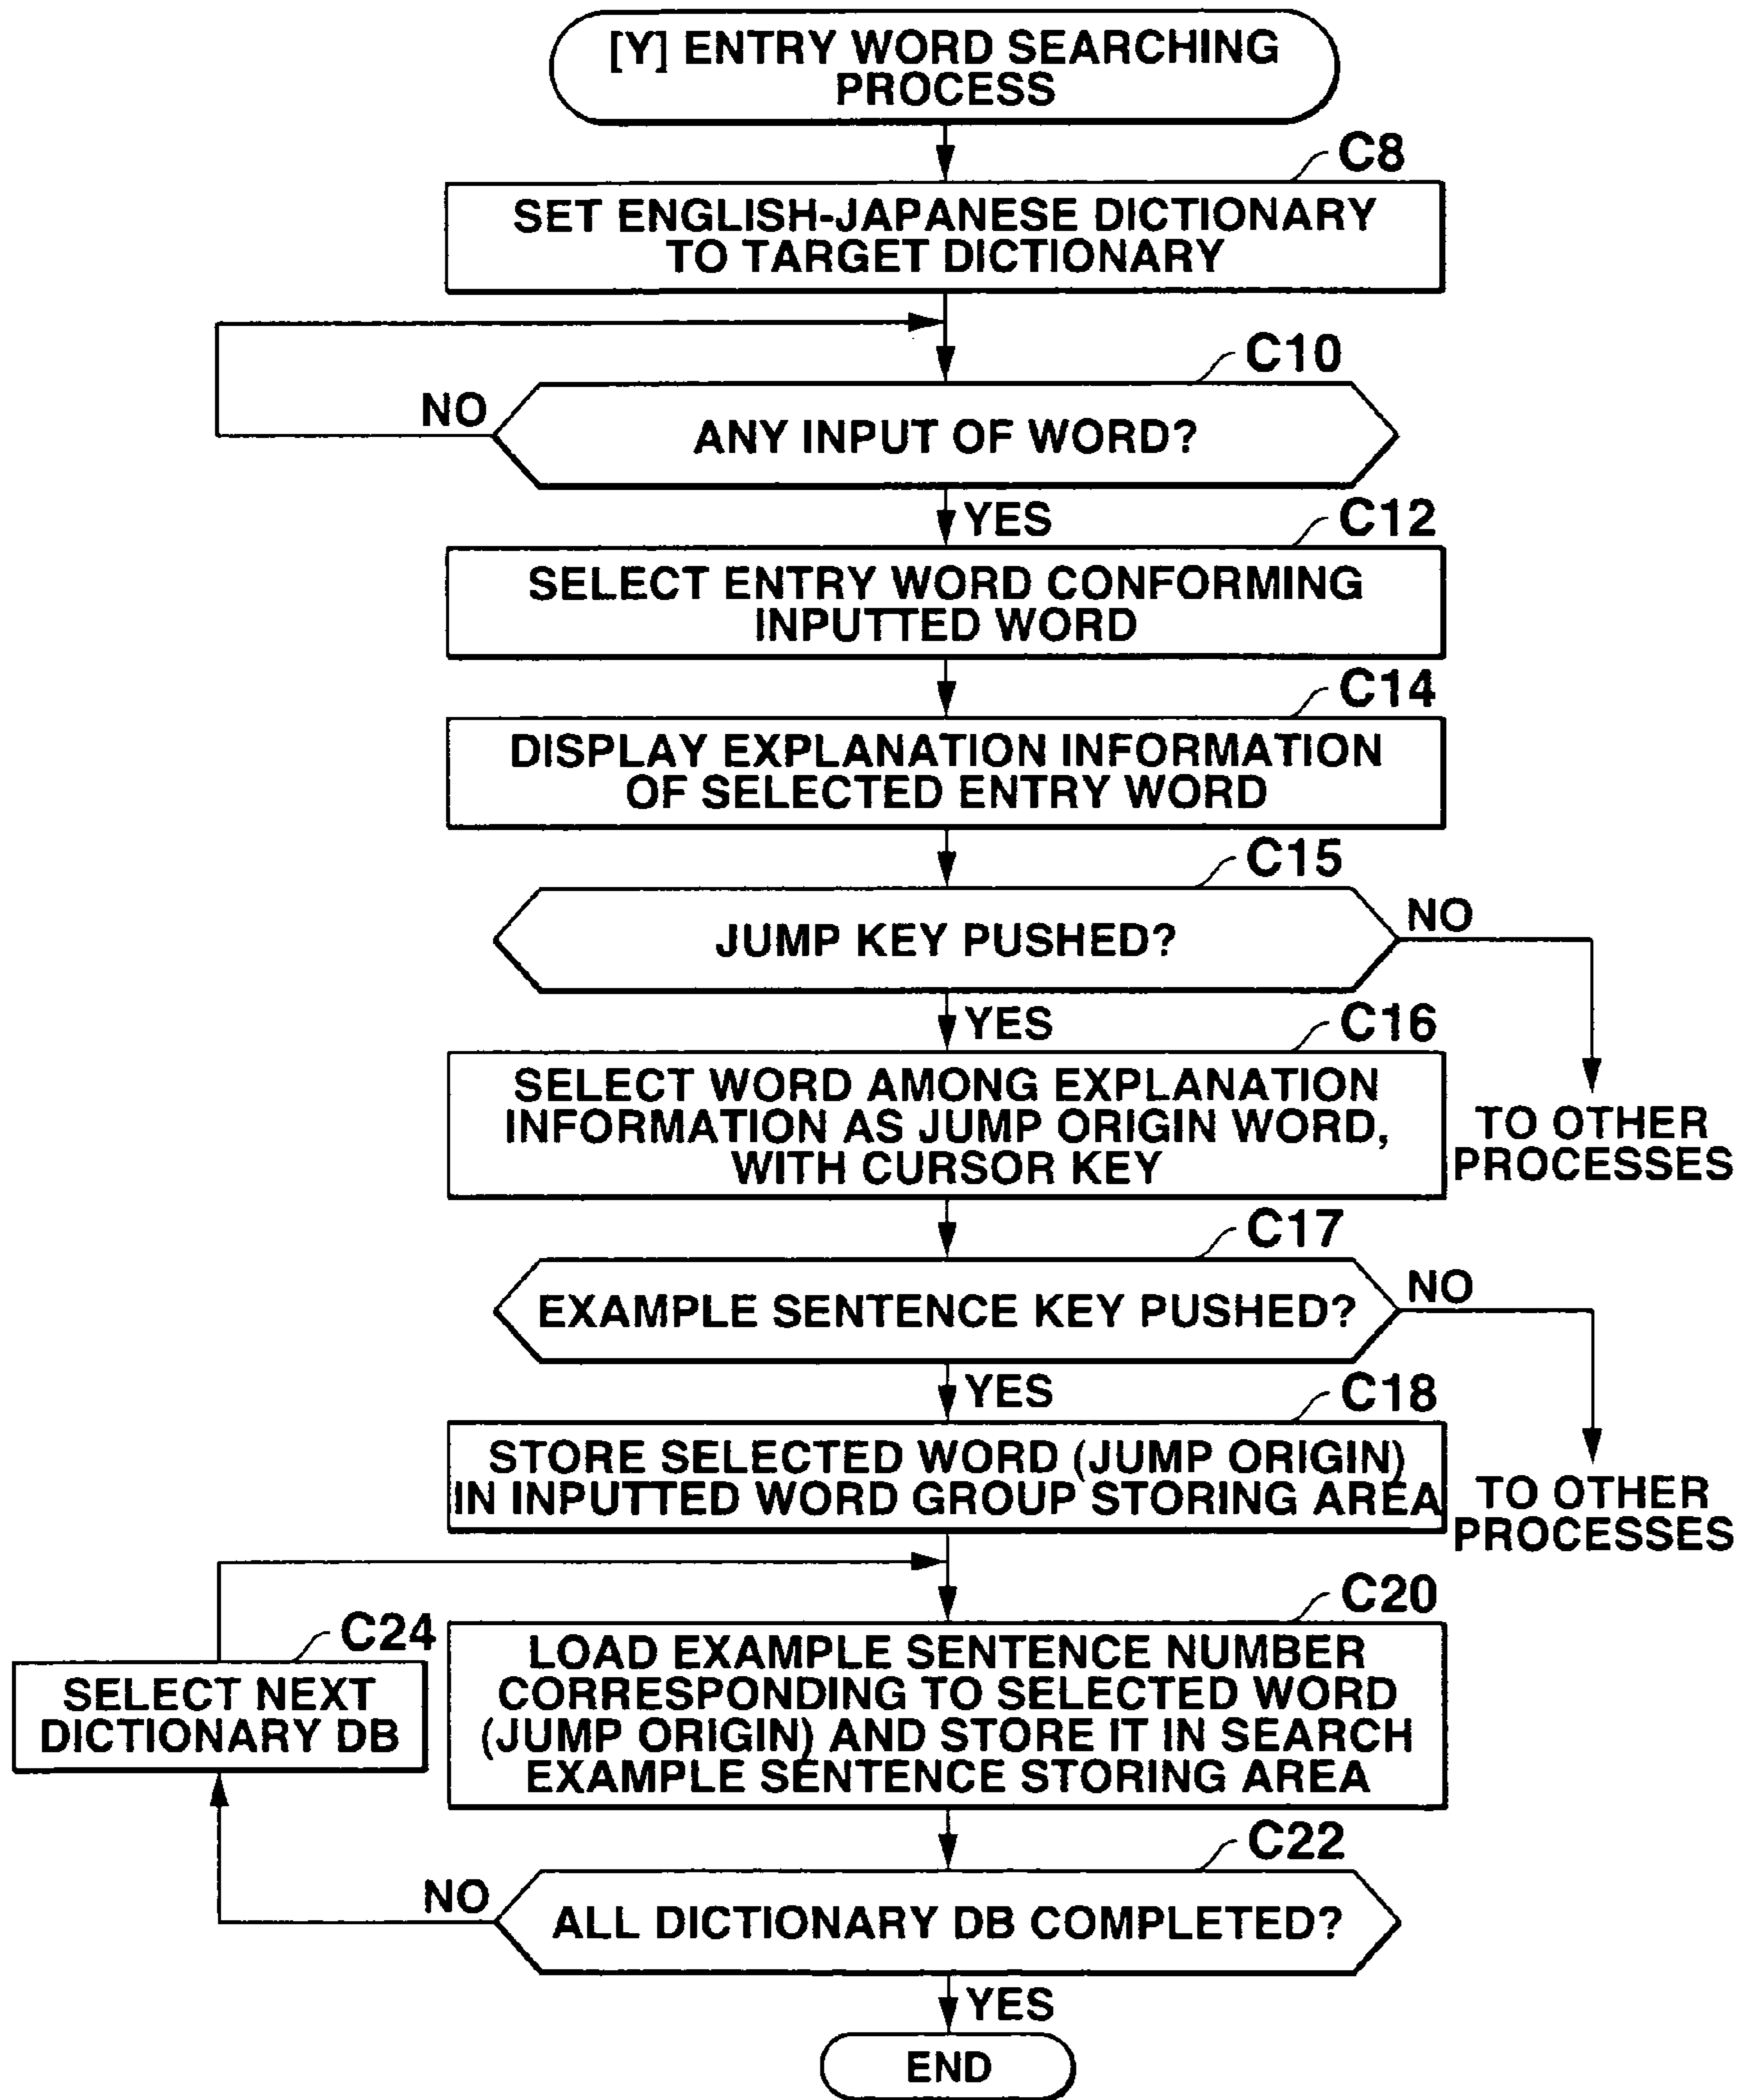 [Y] ENTRY WORD SEARCHING
PROCESS
C8
SET ENGLISH-JAPANESE DICTIONARY
TO TARGET DICTIONARY
C10
NO
ANY INPUT OF WORD?
YES
C12
SELECT ENTRY WORD CONFORMING
INPUTTED WORD
C14
DISPLAY EXPLANATION INFORMATION
OF SELECTED ENTRY WORD
C15
JUMP KEY PUSHED?
NO
YES
C16
SELECT WORD AMONG EXPLANATION
INFORMATION AS JUMP ORIGIN WORD,
WITH CURSOR KEY
TO OTHER
PROCESSES
C17
EXAMPLE SENTENCE KEY PUSHED?
NO
YES
C18
STORE SELECTED WORD (JUMP ORIGIN)
IN INPUTTED WORD GROUP STORING AREA
TO OTHER
PROCESSES
C20
LOAD EXAMPLE SENTENCE NUMBER
CORRESPONDING TO SELECTED WORD
(JUMP ORIGIN) AND STORE IT IN SEARCH
EXAMPLE SENTENCE STORING AREA
C24
SELECT NEXT
DICTIONARY DB
C22
NO
ALL DICTIONARY DB COMPLETED?
YES
END